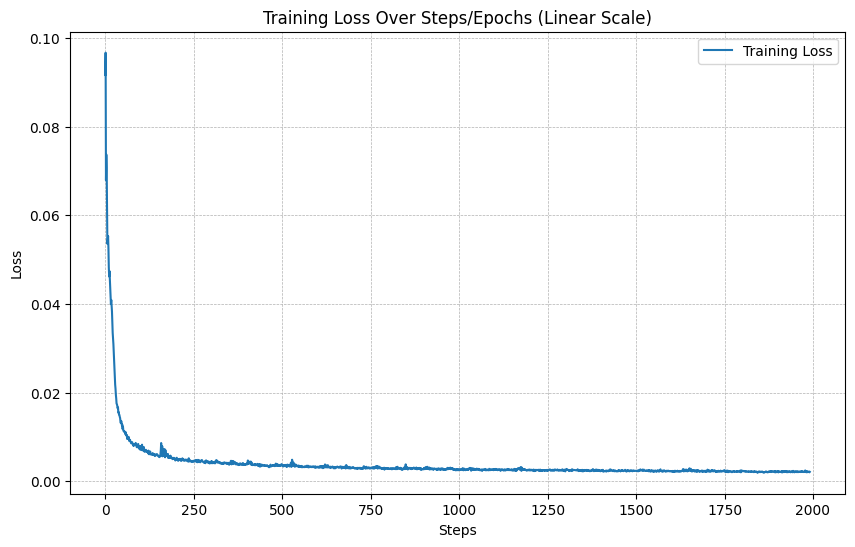 Training Loss Over Steps/Epochs (Linear Scale)
Training Loss
0.10
0.08
0.06
0.04
0.02
0.00
Loss
0 250 500 750 1000 1250 1500 1750 2000
Steps